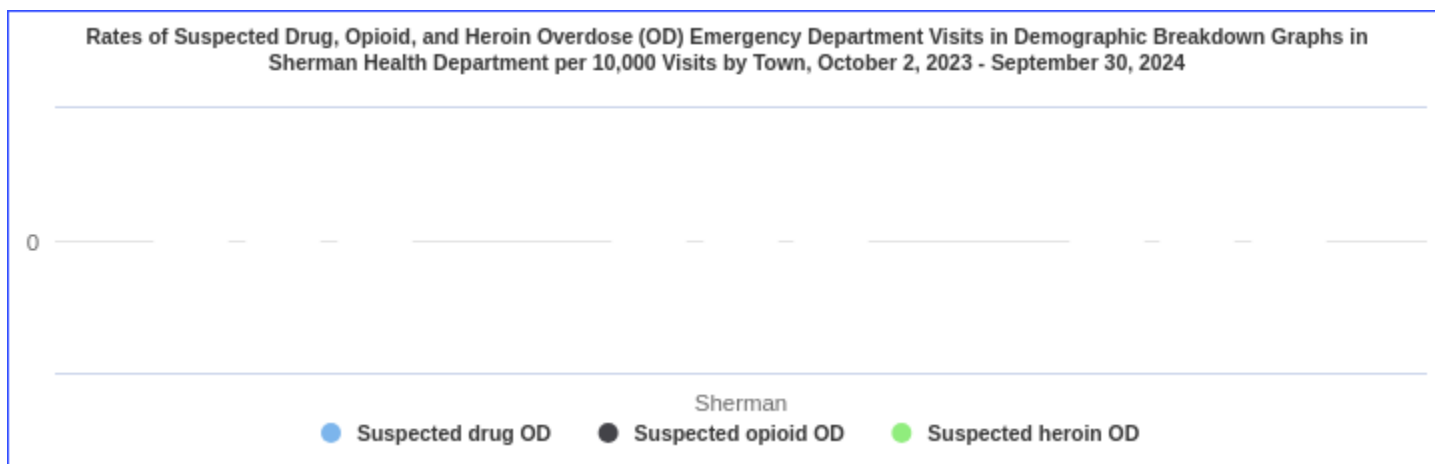 Rates of Suspected Drug, Opioid, and Heroin Overdose (OD) Emergency Department Visits in Demographic Breakdown Graphs in
Sherman Health Department per 10,000 Visits by Town, October 2, 2023 - September 30, 2024
0
Sherman
Suspected drug OD Suspected opioid OD Suspected heroin OD